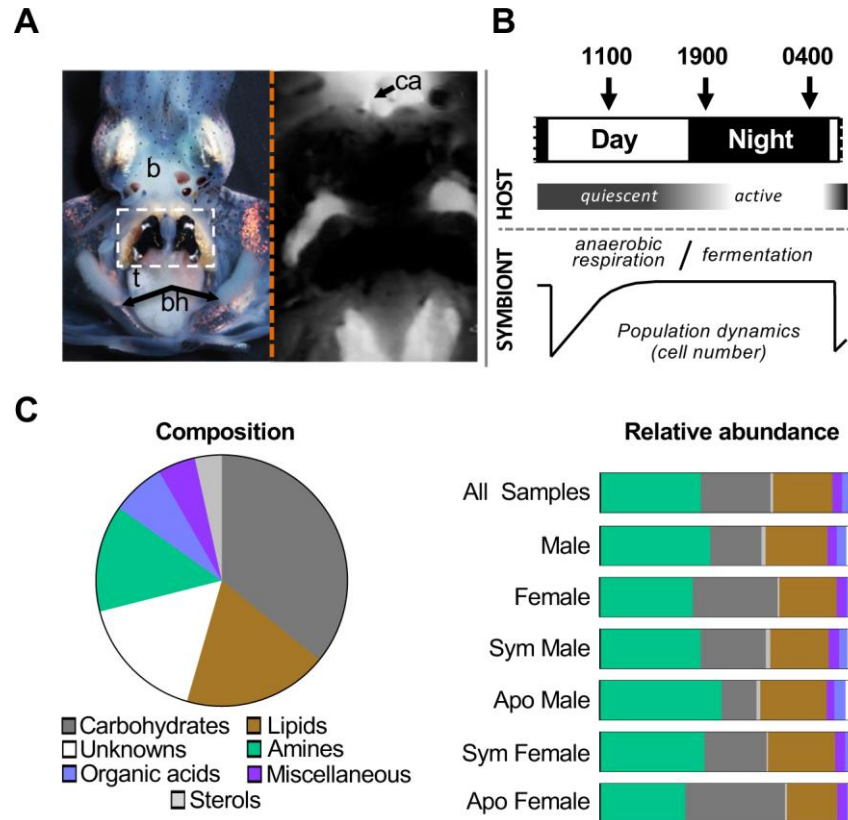 A
b
t
bh
ca
B
1100 1900 0400
Day Night
HOST
quiescent active
SYMBIONT
anaerobic
respiration / fermentation
Population dynamics
(cell number)
C
Composition
Carbohydrates Lipids
Unknowns Amines
Organic acids Miscellaneous
Sterols
Relative abundance
All Samples
Male
Female
Sym Male
Apo Male
Sym Female
Apo Female